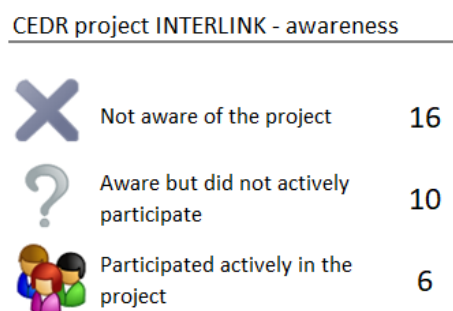 CEDR project INTERLINK - awareness
Not aware of the project 16
Aware but did not actively
participate 10
Participated actively in the
project 6